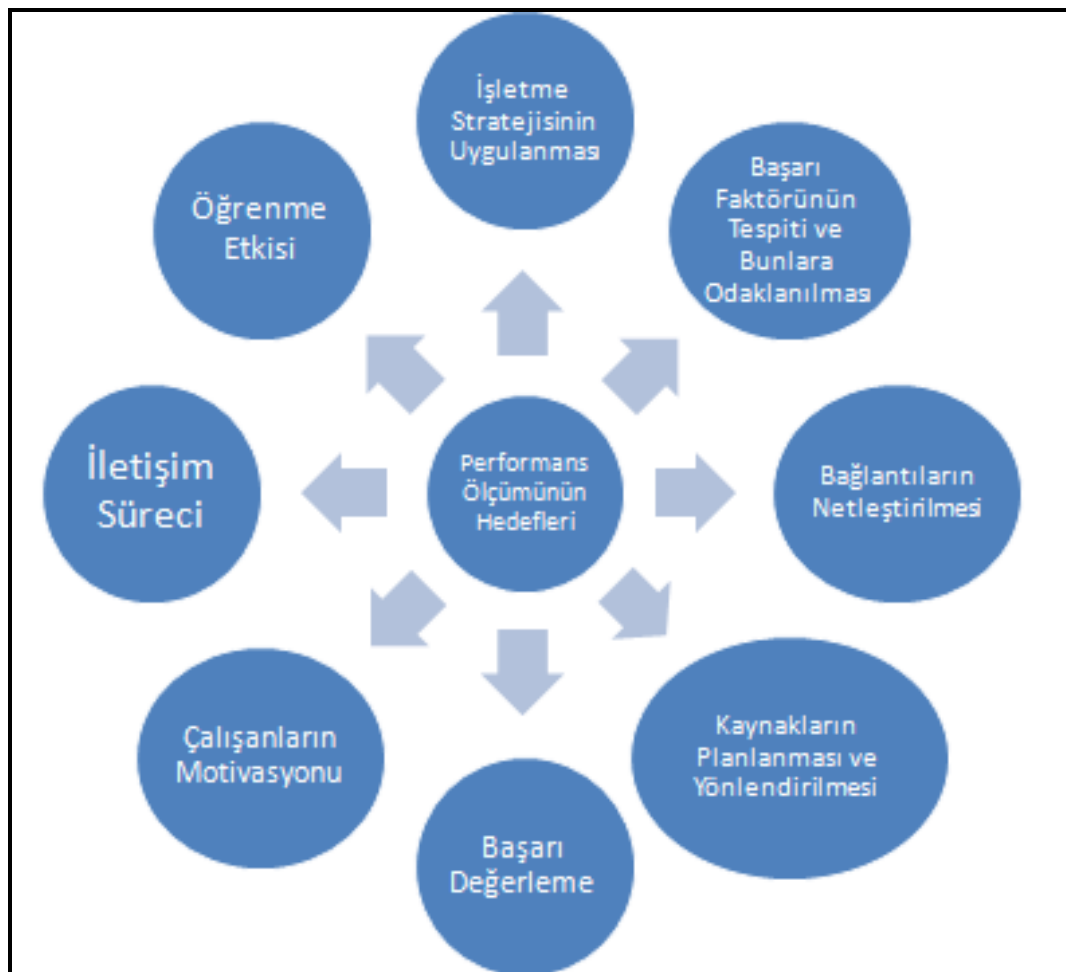 İşletme
Stratejisinin
Uygulanması
Başarı
Faktörünün
Tespiti ve
Bunlara
Odaklanılması
Öğrenme
Etkisi
Performans
Ölçümünün
Hedefleri
İletişim
Süreci
Bağlantıların
Netleştirilmesi
Çalışanların
Motivasyonu
Kaynakların
Planlanması ve
Yönlendirilmesi
Başarı
Değerleme